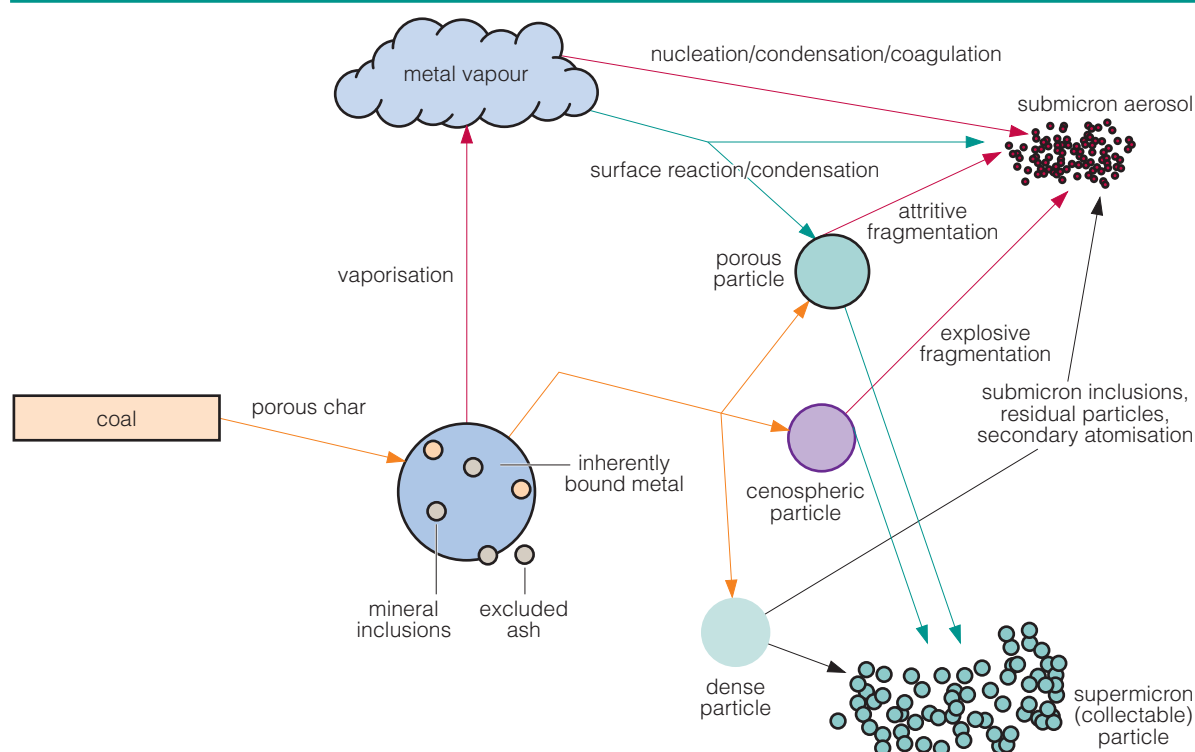 nucleation/condensation/coagulation
metal vapour
submicron aerosol
surface reaction/condensation
attritive
fragmentation
porous
particle
vaporisation
explosive
fragmentation
submicron inclusions,
residual particles,
secondary atomisation
coal
porous char
inherently
bound metal
cenospheric
particle
mineral
inclusions
excluded
ash
dense
particle
supermicron
(collectable)
particle